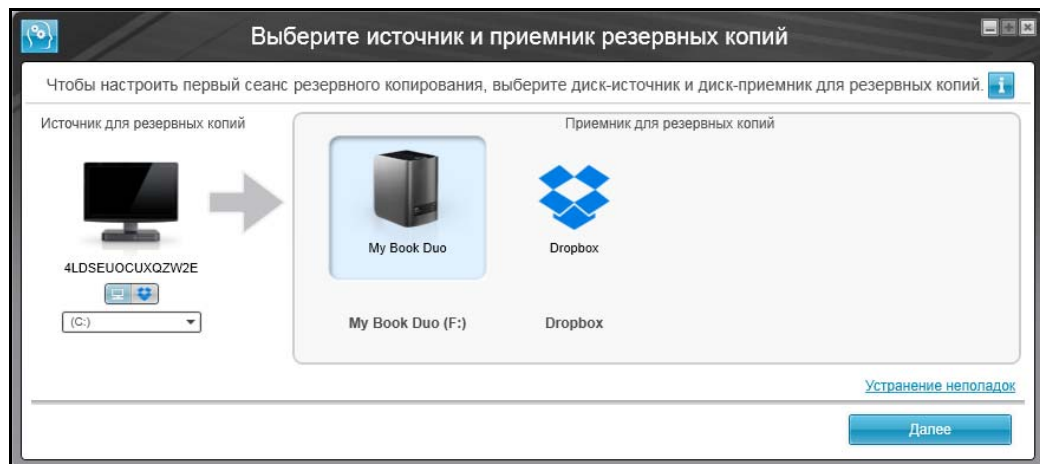 Выберите источник и приемник резервных копий
Чтобы настроить первый сеанс резервного копирования, выберите диск-источник и диск-приемник для резервных копий.
Источник для резервных копий
Приемник для резервных копий
4LDSEUOCUXQZW2E
(C:)
My Book Duo
Dropbox
My Book Duo (F:)
Dropbox
Устранение неполадок
Далее